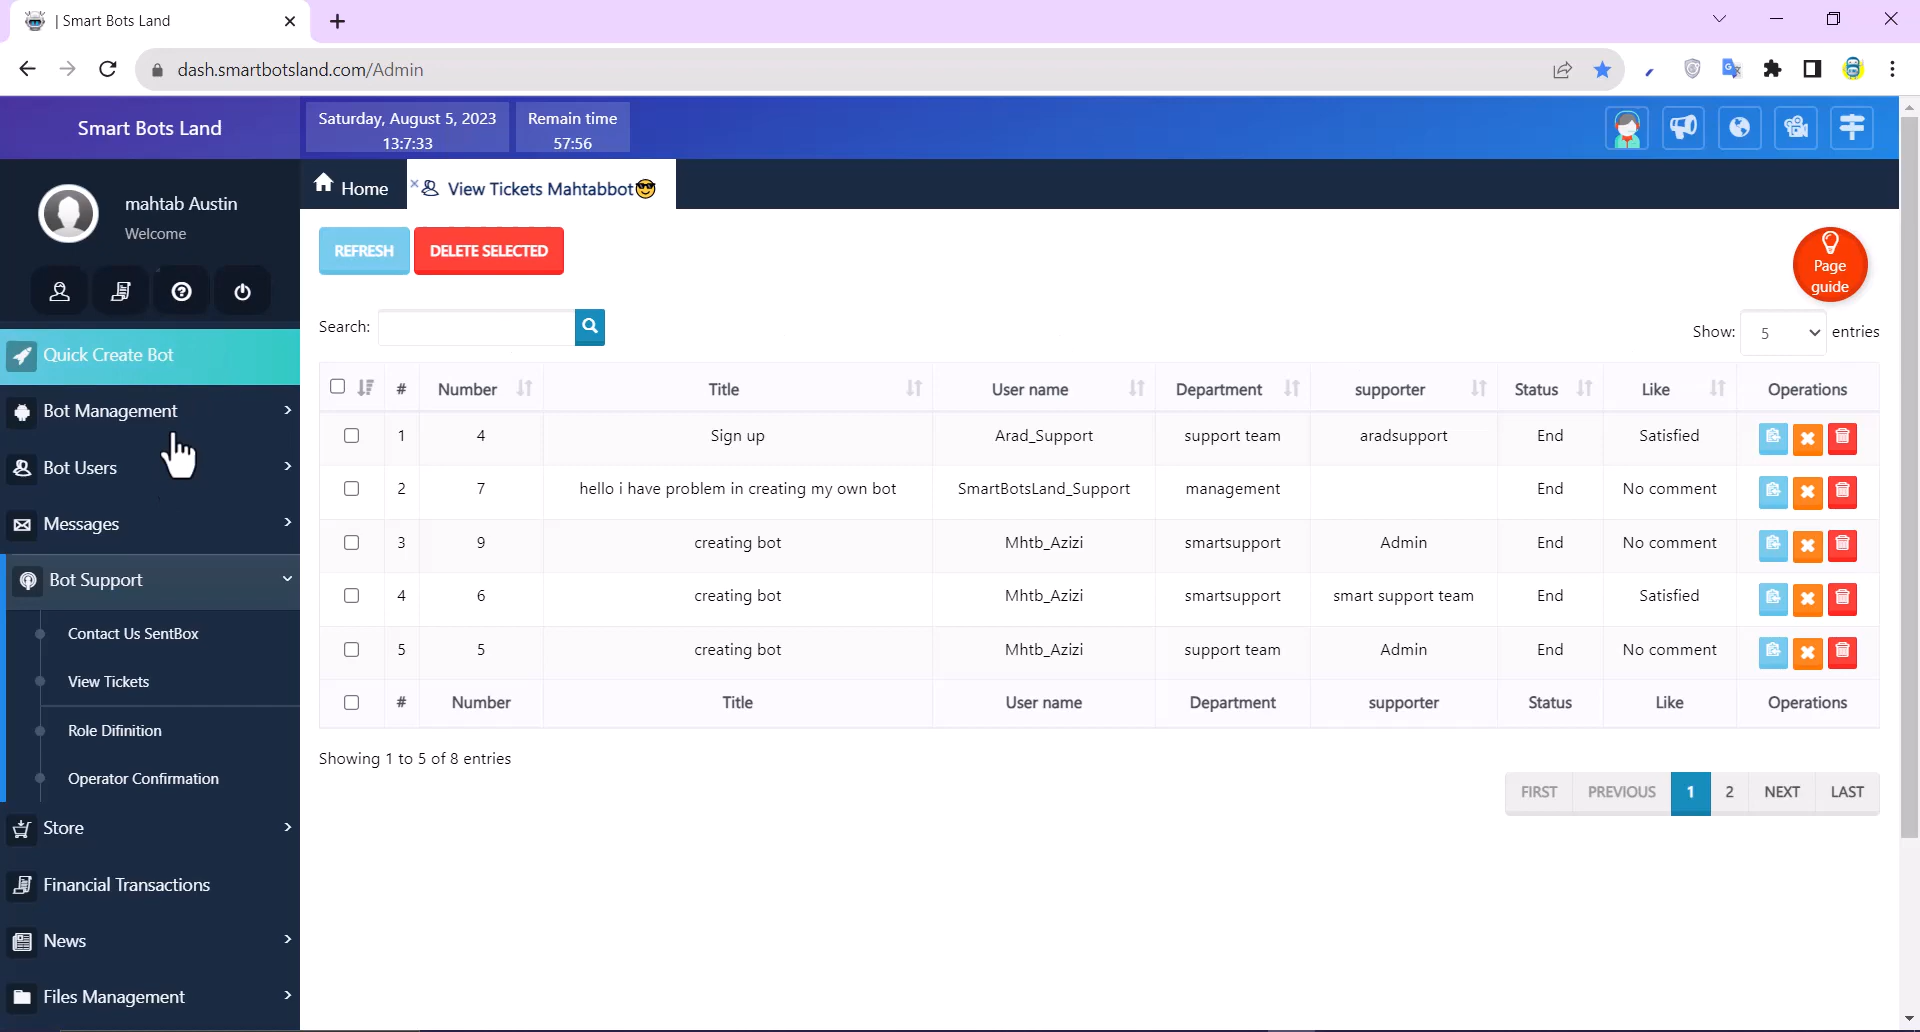 | Smart Bots Land
dash.smartbotsland.com/Admin
Smart Bots Land
Saturday, August 5, 2023
13:7:33
Remain time
57:56
mahtab Austin
Welcome
Home
View Tickets Mahtabbot😎
REFRESH
DELETE SELECTED
Page
guide
Quick Create Bot
Bot Management
Bot Users
Messages
Bot Support
Contact Us SentBox
View Tickets
Role Difinition
Operator Confirmation
Store
Financial Transactions
News
Files Management
Search:
Show: 5 entries
# Number Title User name Department supporter Status Like Operations
1 4 Sign up Arad_Support support team aradsupport End Satisfied
2 7 hello i have problem in creating my own bot SmartBotsLand_Support management End No comment
3 9 creating bot Mhtb_Azizi smartsupport Admin End No comment
4 6 creating bot Mhtb_Azizi smartsupport smart support team End Satisfied
5 5 creating bot Mhtb_Azizi support team Admin End No comment
# Number Title User name Department supporter Status Like Operations
Showing 1 to 5 of 8 entries
FIRST PREVIOUS 1 2 NEXT LAST